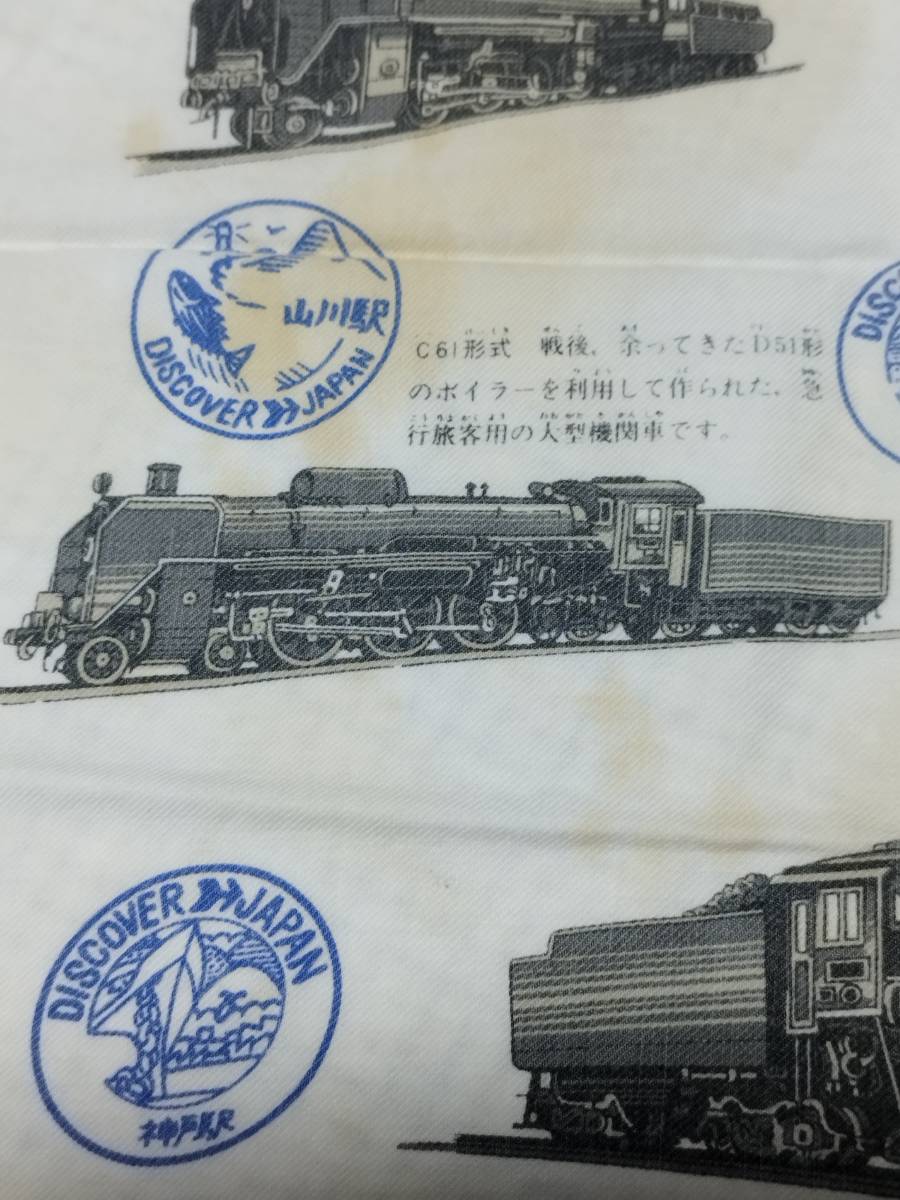 山川駅
DISCOVER JAPAN
C61形式 戦後、余ってきたD51形
のボイラーを利用して作られた、急
行旅客用の大型機関車です。
DISCO
DISCOVER JAPAN
神戸駅